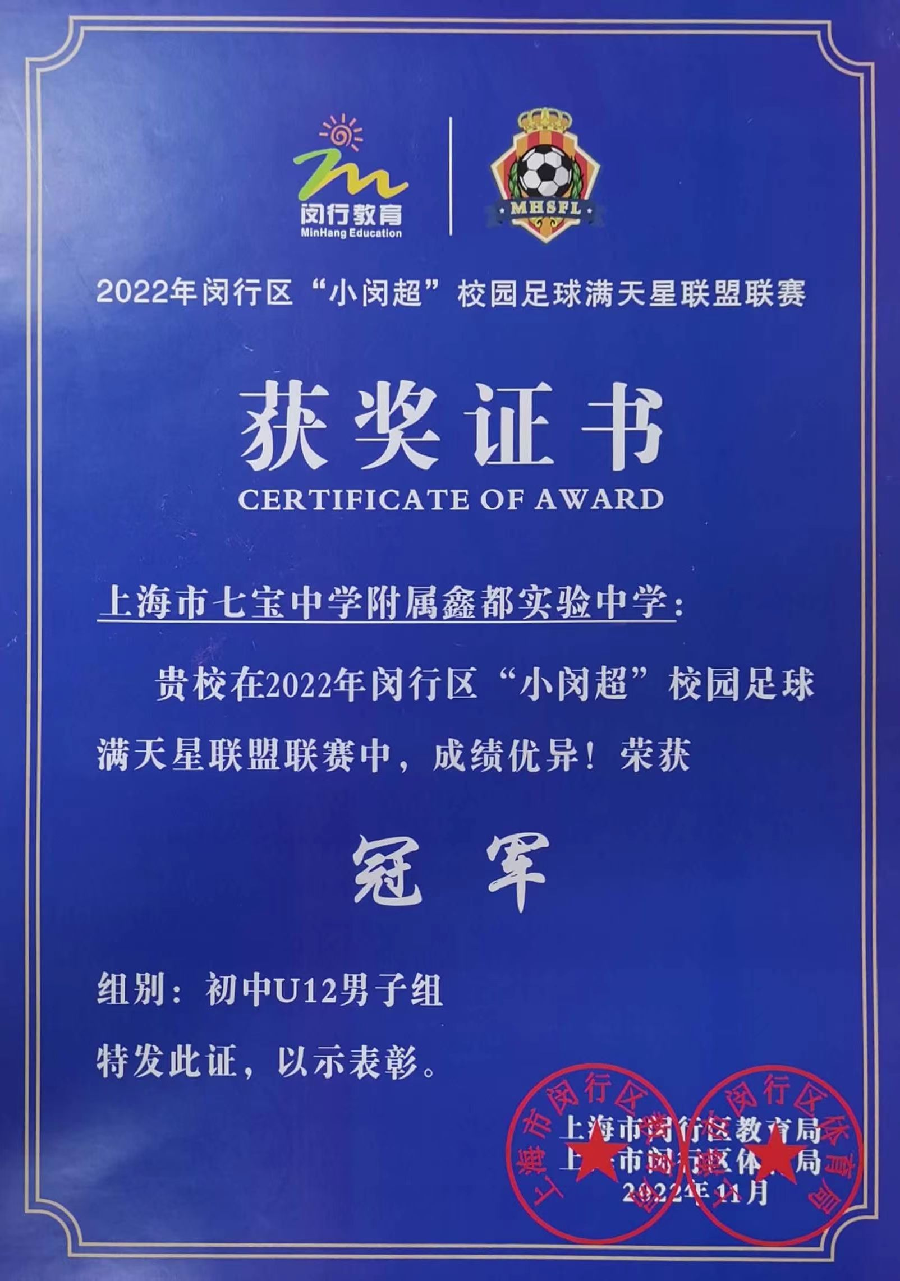 闵行教育
MinHang Education
MHSFL
2022年闵行区“小闵超”校园足球满天星联盟联赛
获奖证书
CERTIFICATE OF AWARD
上海市七宝中学附属鑫都实验中学：
贵校在2022年闵行区“小闵超”校园足球
满天星联盟联赛中，成绩优异！荣获
冠军
组别：初中U12男子组
特发此证，以示表彰。
上海市闵行区教育局
上海市闵行区体育局
2022年11月
上海市闵行区教育局
上海市闵行区体育局